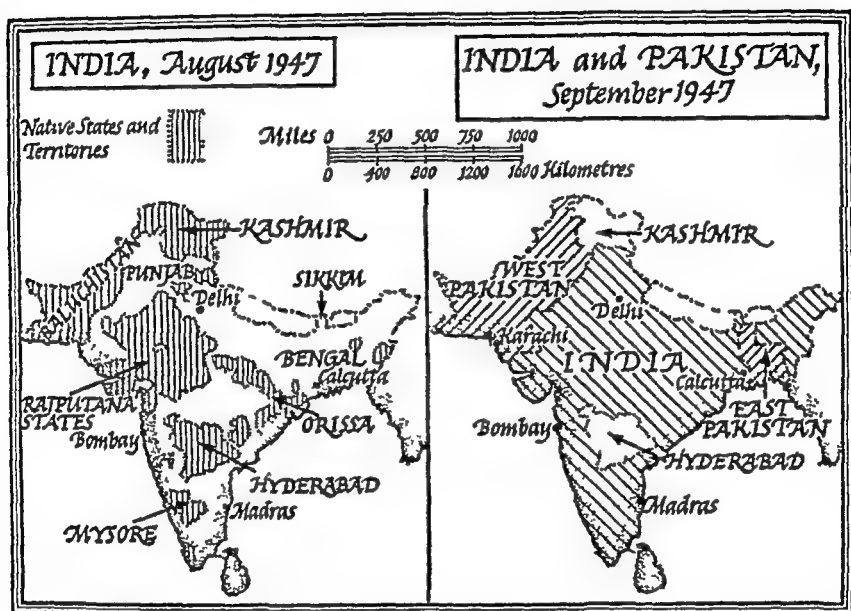 INDIA, August 1947
Native States and
Territories
Miles 0 250 500 750 1000
0 400 800 1200 1600 Kilometres
KASHMIR
BALUCHISTAN
PUNJAB
Delhi
SIKKIM
BENGAL
Calcutta
RAJPUTANA
STATES
ORISSA
Bombay
HYDERABAD
Madras
MYSORE
INDIA and PAKISTAN,
September 1947
KASHMIR
WEST
PAKISTAN
Delhi
Karachi
INDIA
Calcutta
EAST
PAKISTAN
Bombay
HYDERABAD
Madras